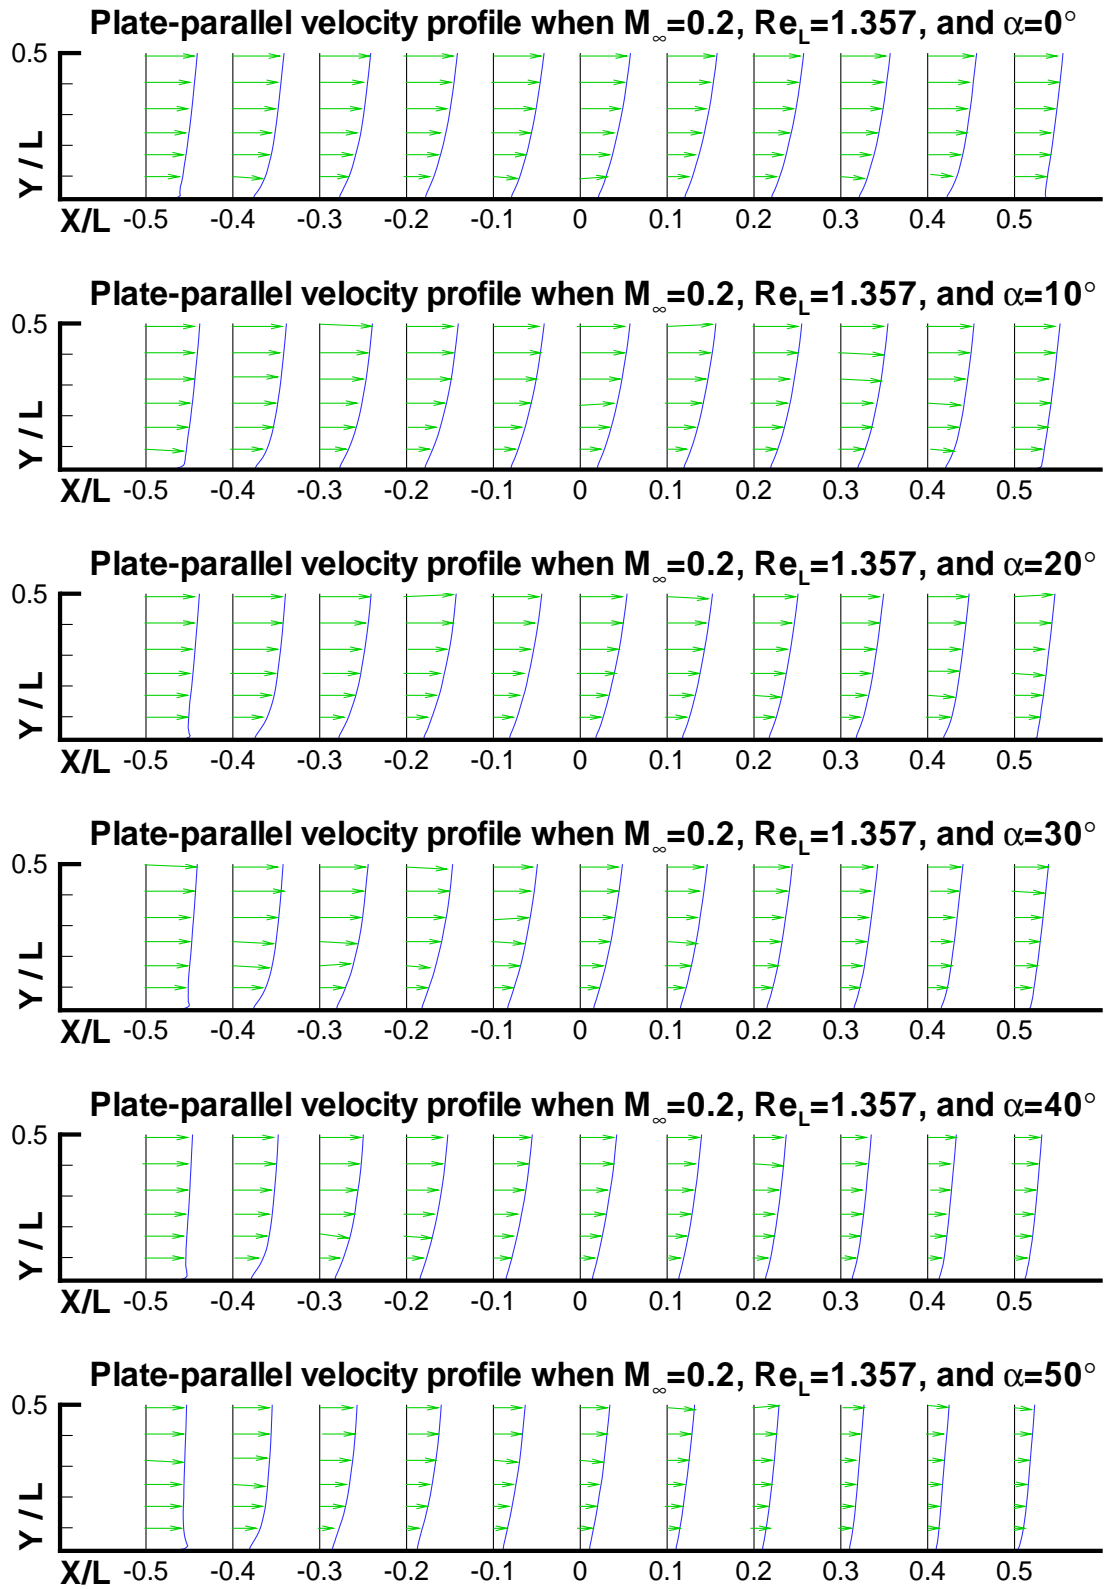 Plate-parallel velocity profile when M∞=0.2, Re_L=1.357, and α=0°
0.5
Y / L
X/L -0.5 -0.4 -0.3 -0.2 -0.1 0 0.1 0.2 0.3 0.4 0.5
Plate-parallel velocity profile when M∞=0.2, Re_L=1.357, and α=10°
0.5
Y / L
X/L -0.5 -0.4 -0.3 -0.2 -0.1 0 0.1 0.2 0.3 0.4 0.5
Plate-parallel velocity profile when M∞=0.2, Re_L=1.357, and α=20°
0.5
Y / L
X/L -0.5 -0.4 -0.3 -0.2 -0.1 0 0.1 0.2 0.3 0.4 0.5
Plate-parallel velocity profile when M∞=0.2, Re_L=1.357, and α=30°
0.5
Y / L
X/L -0.5 -0.4 -0.3 -0.2 -0.1 0 0.1 0.2 0.3 0.4 0.5
Plate-parallel velocity profile when M∞=0.2, Re_L=1.357, and α=40°
0.5
Y / L
X/L -0.5 -0.4 -0.3 -0.2 -0.1 0 0.1 0.2 0.3 0.4 0.5
Plate-parallel velocity profile when M∞=0.2, Re_L=1.357, and α=50°
0.5
Y / L
X/L -0.5 -0.4 -0.3 -0.2 -0.1 0 0.1 0.2 0.3 0.4 0.5